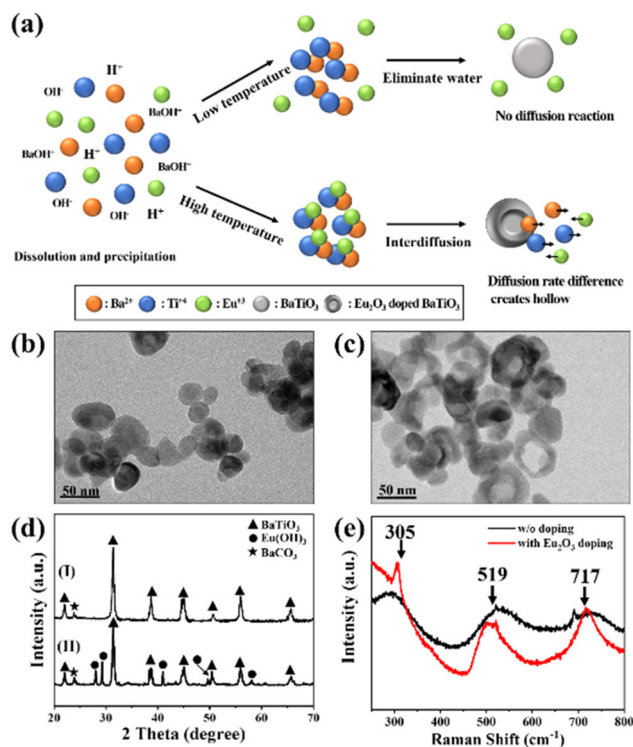 (a)
OH-
H+
BaOH+
Low temperature
Eliminate water
No diffusion reaction
BaOH+
H+
BaOH+
OH-
OH-
H+
High temperature
Interdiffusion
Dissolution and precipitation
Diffusion rate difference
creates hollow
: Ba2+ : Ti+4 : Eu+3 : BaTiO3 : Eu2O3 doped BaTiO3
(b)
50 nm
(c)
50 nm
(d)
▲ BaTiO3
● Eu(OH)3
★ BaCO3
(I)
(II)
Intensity (a.u.)
20 30 40 50 60 70
2 Theta (degree)
(e)
w/o doping
with Eu2O3 doping
305
519
717
Intensity (a.u.)
300 400 500 600 700 800
Raman Shift (cm-1)